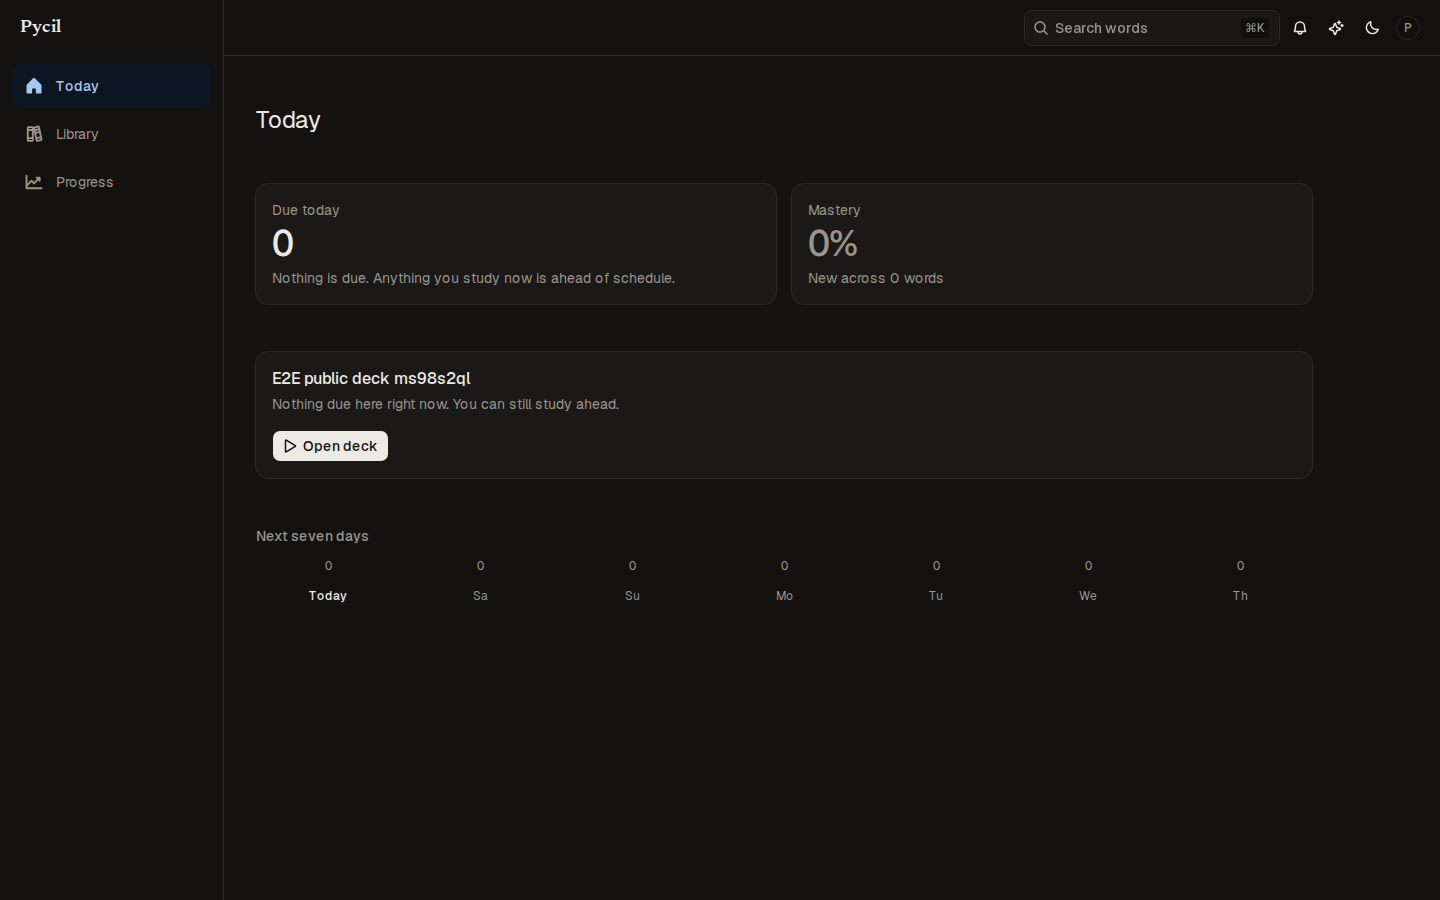 Pycil
Search words
⌘K
P
Today
Library
Progress
Today
Due today
0
Nothing is due. Anything you study now is ahead of schedule.
Mastery
0%
New across 0 words
E2E public deck ms98s2ql
Nothing due here right now. You can still study ahead.
Open deck
Next seven days
0 0 0 0 0 0 0
Today Sa Su Mo Tu We Th